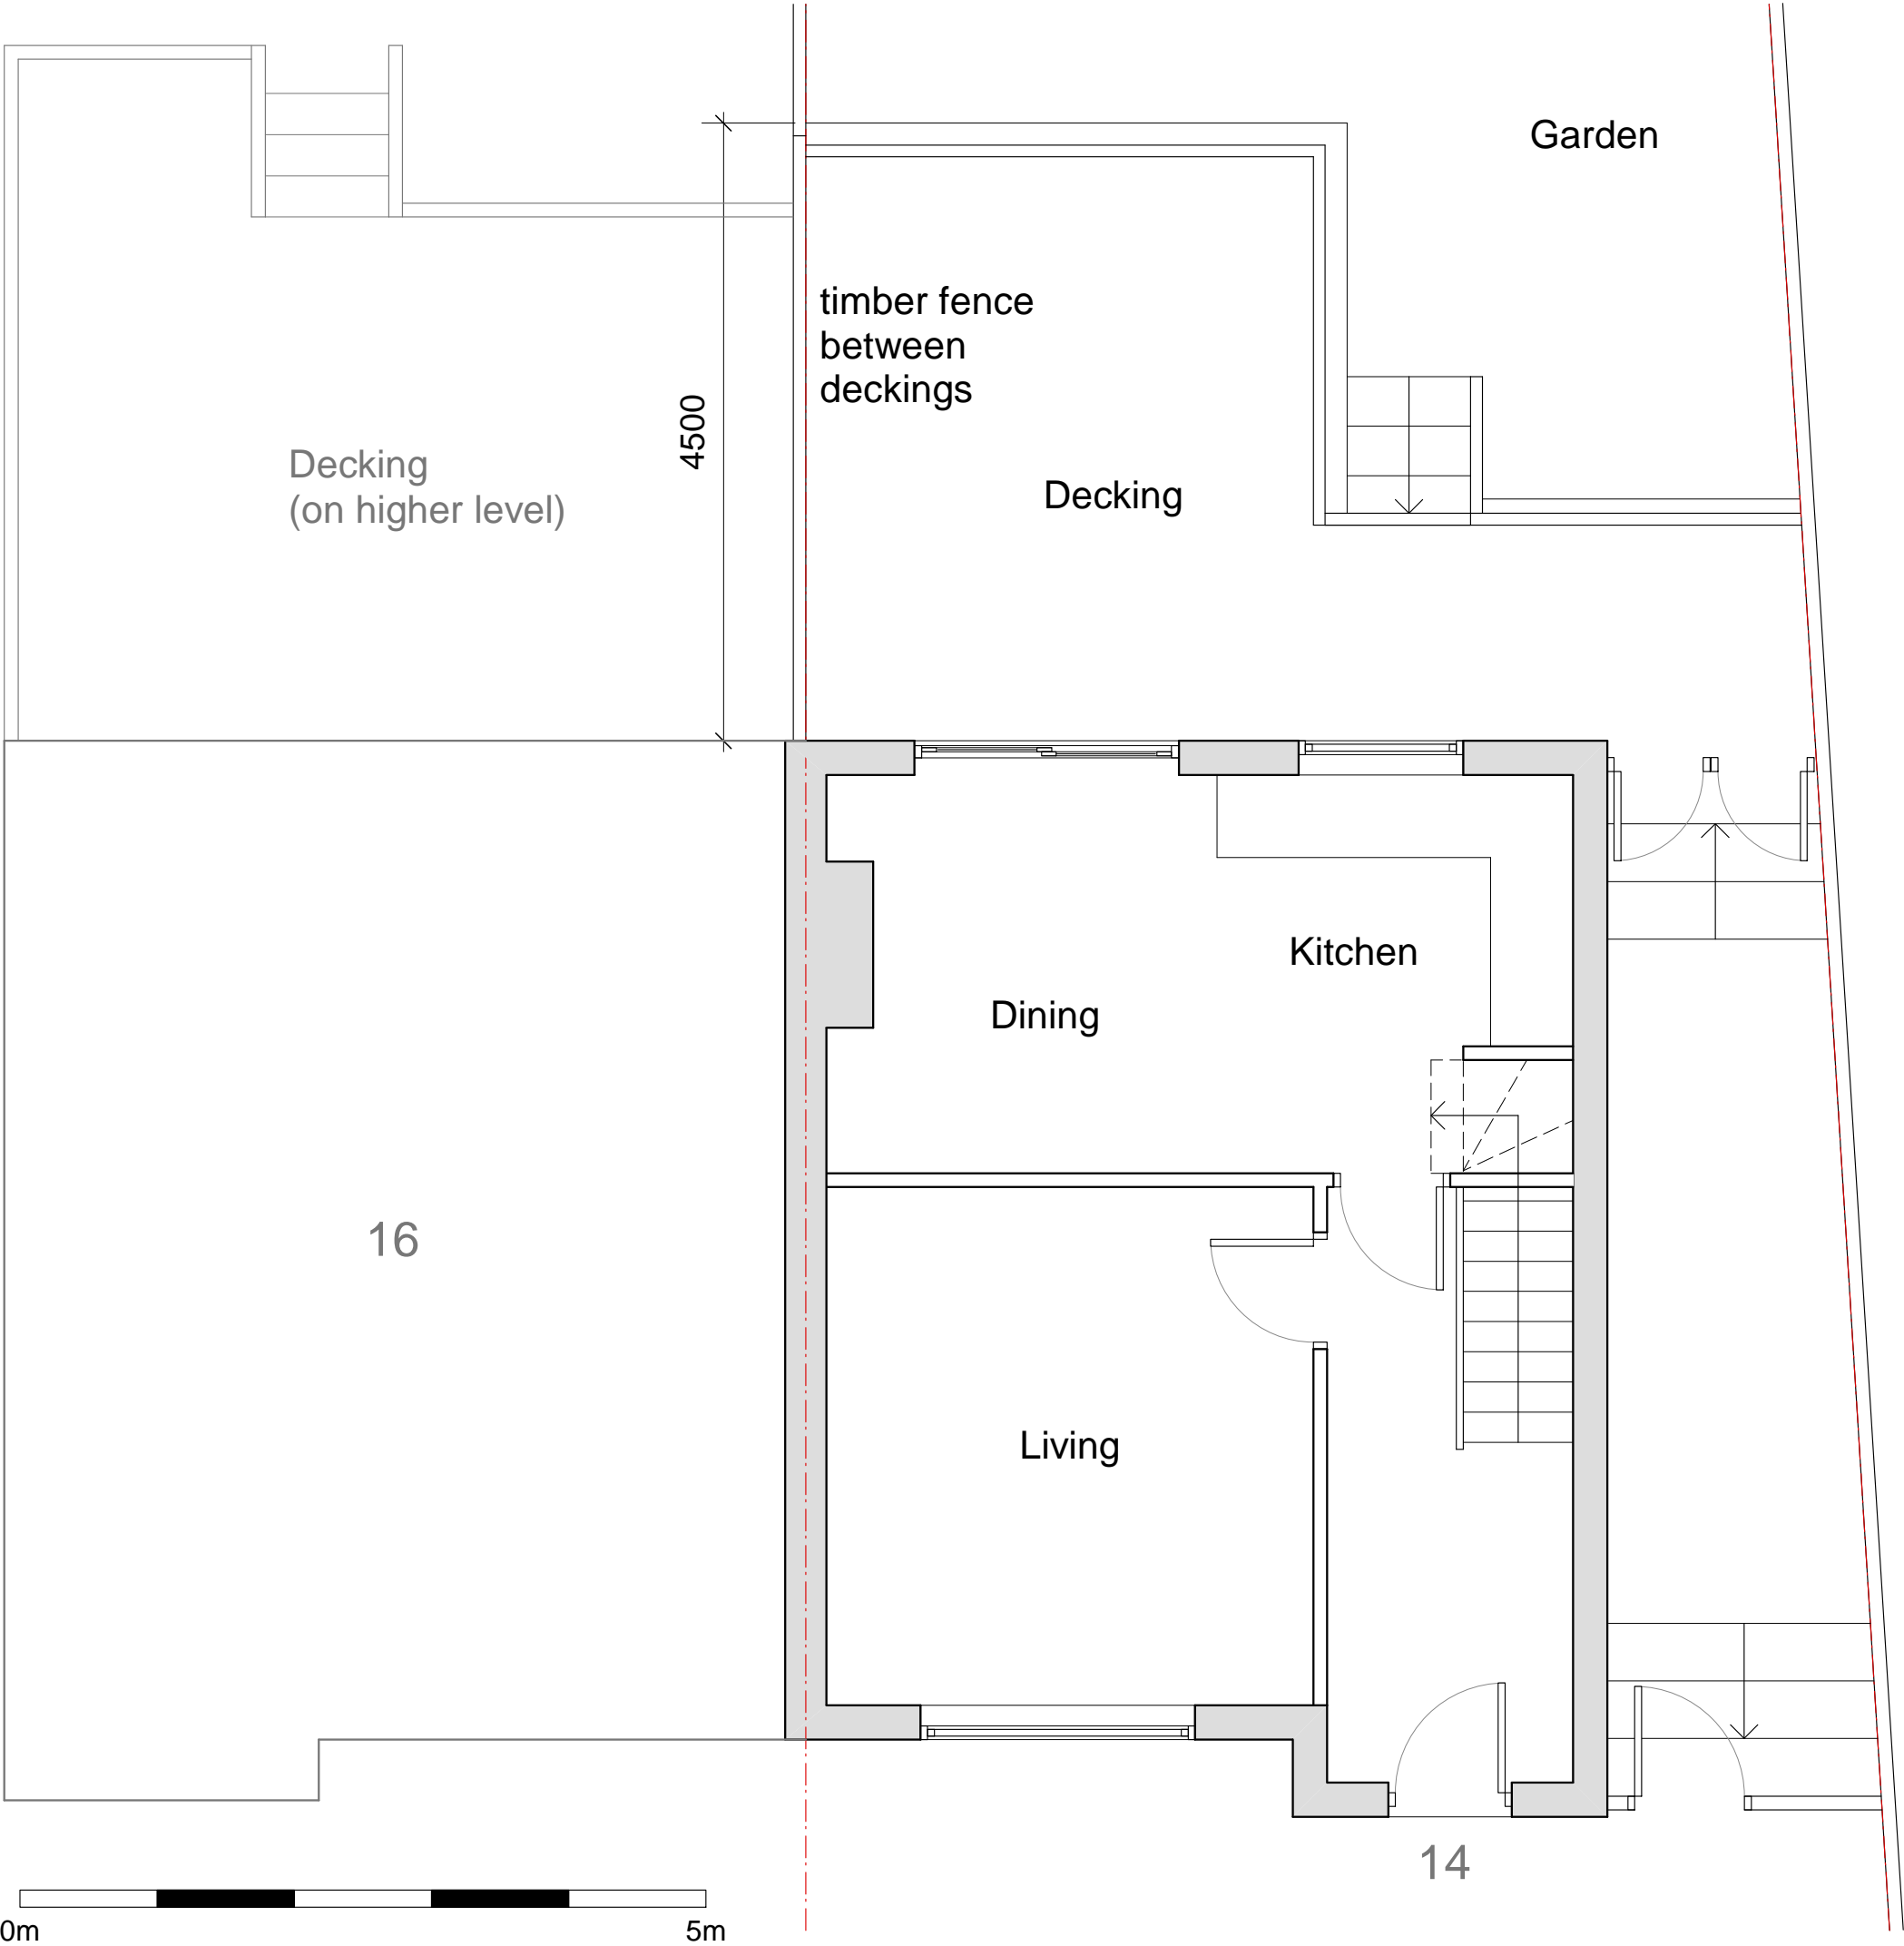 Garden
timber fence
between
deckings
4500
Decking
(on higher level)
Decking
Kitchen
Dining
16
Living
14
0m
5m